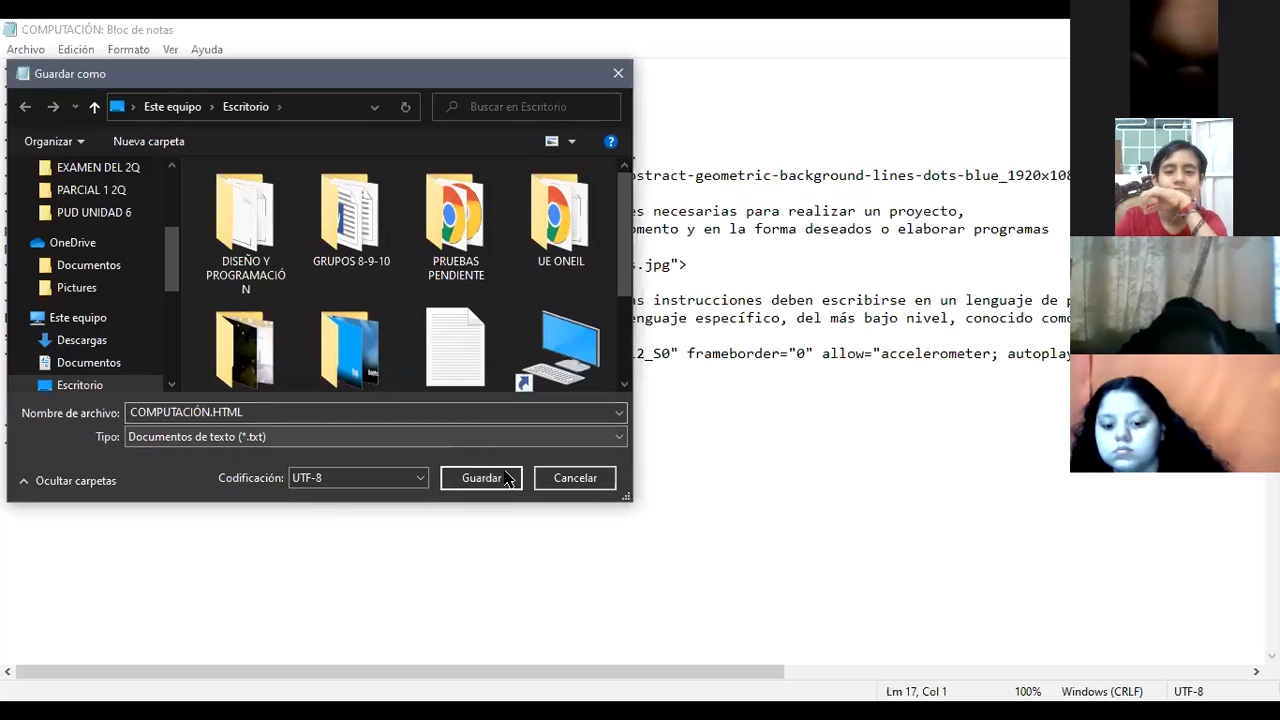 COMPUTACIÓN: Bloc de notas
Archivo Edición Formato Ver Ayuda
Guardar como
Este equipo Escritorio
Buscar en Escritorio
Organizar Nueva carpeta
EXAMEN DEL 2Q
PARCIAL 1 2Q
PUD UNIDAD 6
OneDrive
Documentos
Pictures
Este equipo
Descargas
Documentos
Escritorio
DISEÑO Y
PROGRAMACIÓ
N
GRUPOS 8-9-10
PRUEBAS
PENDIENTE
UE ONEIL
Nombre de archivo: COMPUTACIÓN.HTML
Tipo: Documentos de texto (*.txt)
Ocultar carpetas
Codificación: UTF-8
Guardar
Cancelar
stract-geometric-background-lines-dots-blue_1920x108
es necesarias para realizar un proyecto,
omento y en la forma deseados o elaborar programas
s.jpg">
as instrucciones deben escribirse en un lenguaje de p
enguaje específico, del más bajo nivel, conocido como
l2_S0" frameborder="0" allow="accelerometer; autoplay
Lm 17, Col 1 100% Windows (CRLF) UTF-8